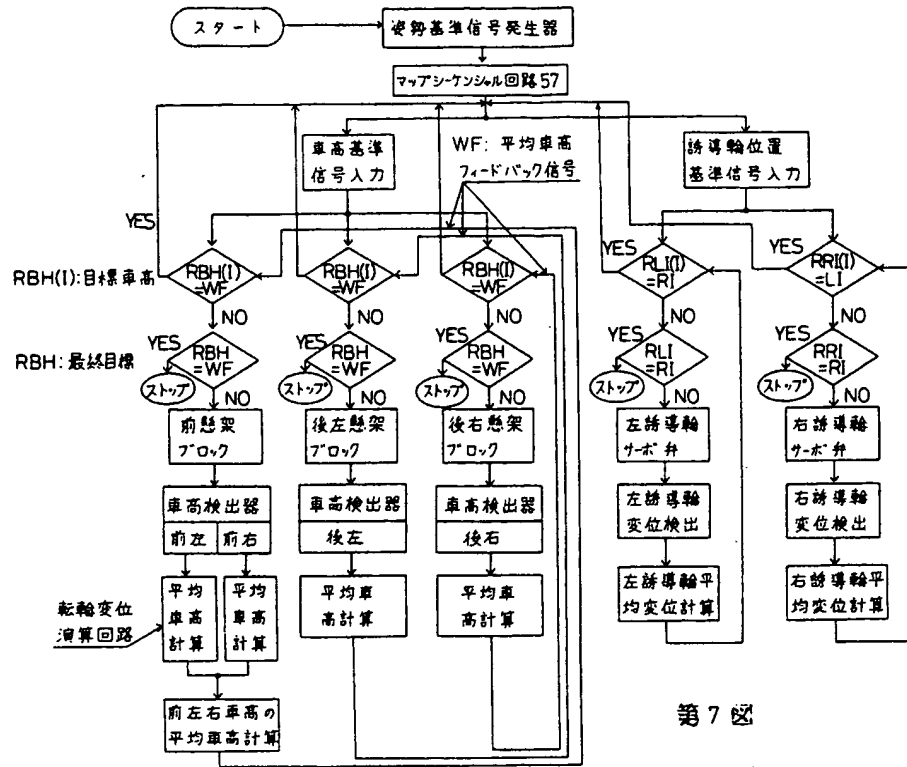 スタート
姿勢基準信号発生器
マップシーケンシャル回路57
車高基準
信号入力
WF: 平均車高
フィードバック信号
誘導輪位置
基準信号入力
YES
YES
YES
RBH(I):目標車高
RBH(I)
=WF
RBH(I)
=WF
RBH(I)
=WF
RLI(I)
=RI
RRI(I)
=LI
NO
NO
NO
NO
NO
RBH:最終目標
YES
RBH
=WF
YES
RBH
=WF
YES
RBH
=WF
YES
RLI
=RI
YES
RRI
=RI
ストップ
ストップ
ストップ
ストップ
ストップ
NO
NO
NO
NO
NO
前懸架
ブロック
後左懸架
ブロック
後右懸架
ブロック
左誘導輪
サーボ弁
右誘導輪
サーボ弁
車高検出器
前左
前右
車高検出器
後左
車高検出器
後右
左誘導輪
変位検出
右誘導輪
変位検出
転輪変位
演算回路
平均
車高
計算
平均
車高
計算
平均車
高計算
平均車
高計算
左誘導輪平
均変位計算
右誘導輪平
均変位計算
前左右車高の
平均車高計算
第7図